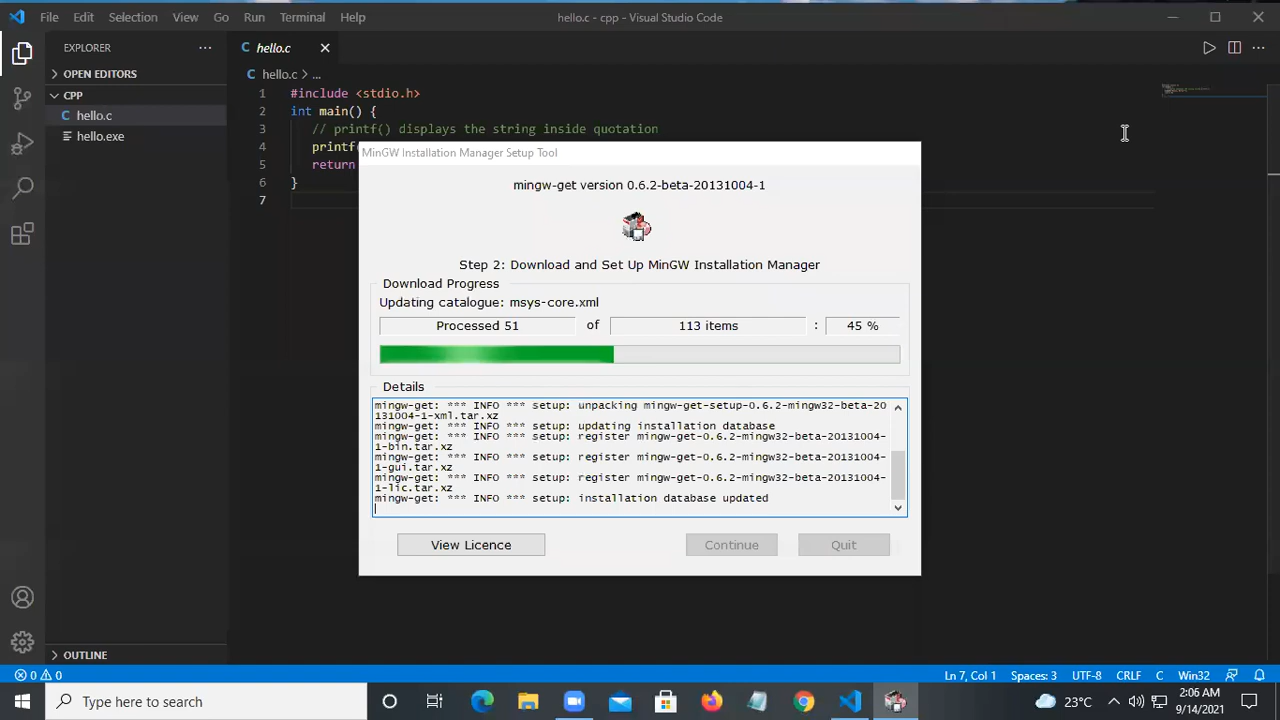 File Edit Selection View Go Run Terminal Help hello.c - cpp - Visual Studio Code
EXPLORER
OPEN EDITORS
CPP
hello.c
hello.exe
OUTLINE
hello.c
hello.c > ...
1 #include <stdio.h>
2 int main() {
3 // printf() displays the string inside quotation
4 printf
5 return
6 }
7
MinGW Installation Manager Setup Tool
mingw-get version 0.6.2-beta-20131004-1
Step 2: Download and Set Up MinGW Installation Manager
Download Progress
Updating catalogue: msys-core.xml
Processed 51 of 113 items : 45 %
Details
mingw-get: *** INFO *** setup: unpacking mingw-get-setup-0.6.2-mingw32-beta-20
131004-1-xml.tar.xz
mingw-get: *** INFO *** setup: updating installation database
mingw-get: *** INFO *** setup: register mingw-get-0.6.2-mingw32-beta-20131004-
1-bin.tar.xz
mingw-get: *** INFO *** setup: register mingw-get-0.6.2-mingw32-beta-20131004-
1-gui.tar.xz
mingw-get: *** INFO *** setup: register mingw-get-0.6.2-mingw32-beta-20131004-
1-lic.tar.xz
mingw-get: *** INFO *** setup: installation database updated
View Licence Continue Quit
0 0 Ln 7, Col 1 Spaces: 3 UTF-8 CRLF C Win32
Type here to search 23°C 2:06 AM
9/14/2021